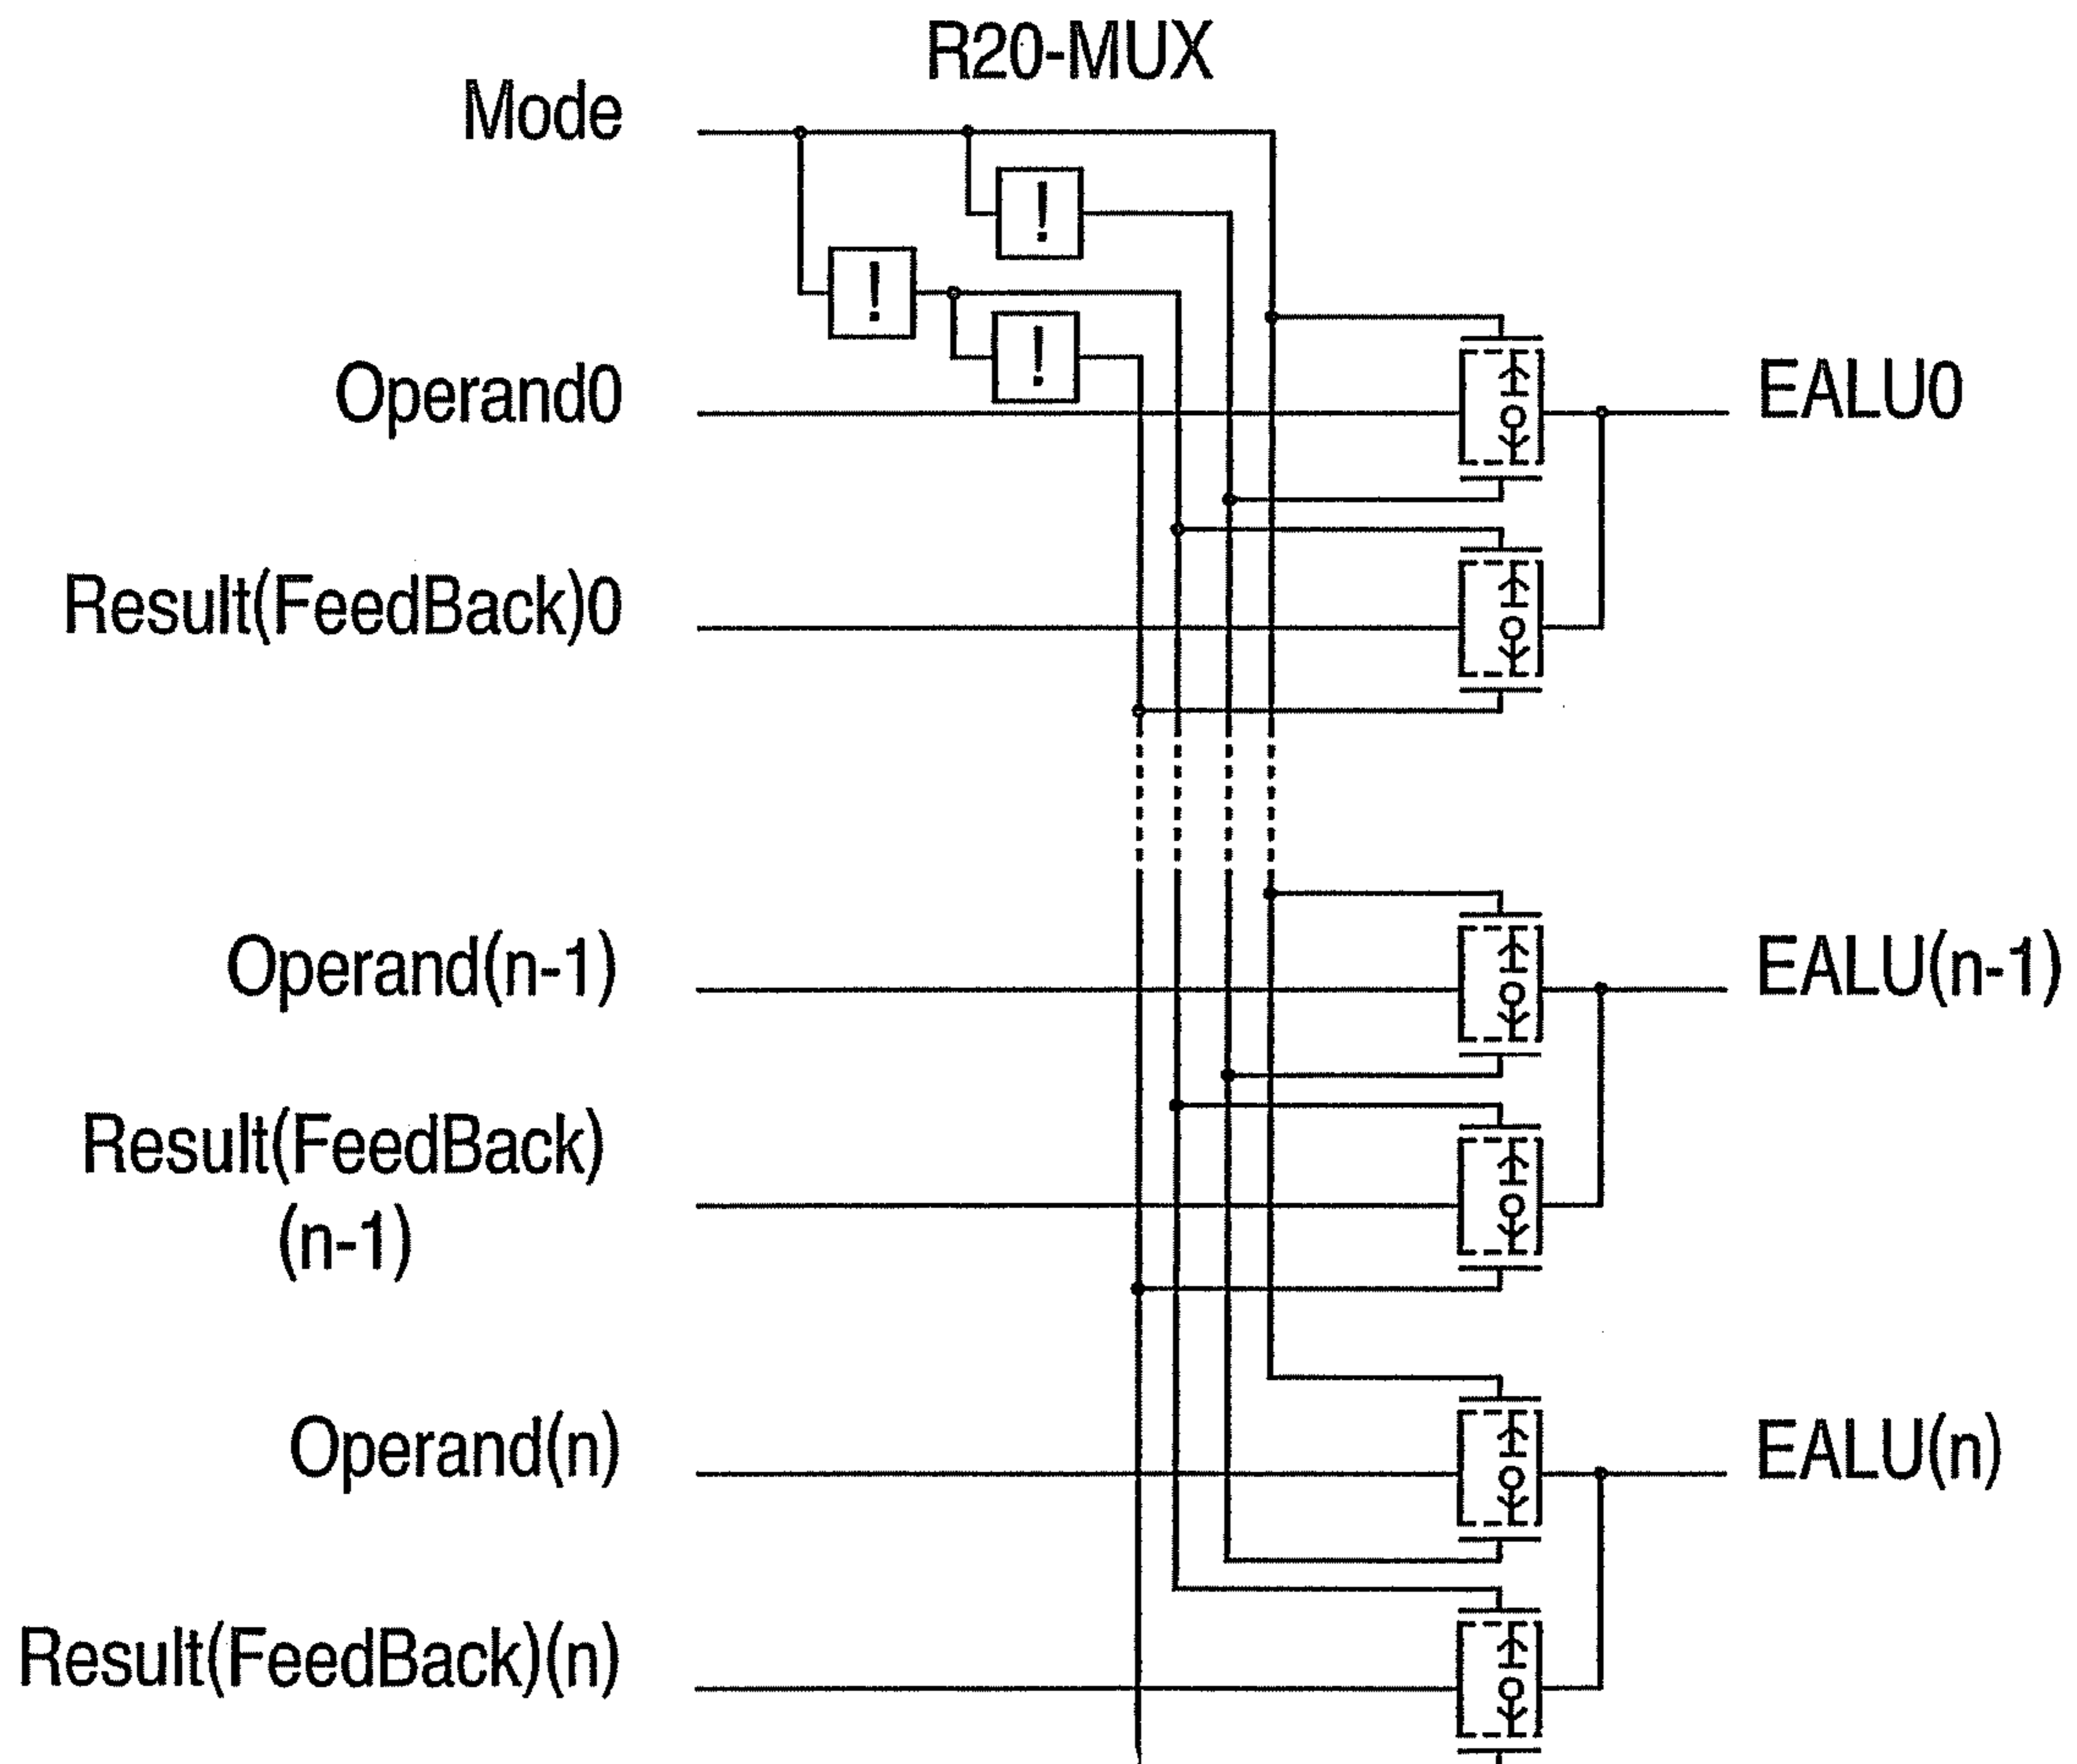 R20-MUX
Mode
!
!
!
Operand0
EALU0
Result(FeedBack)0
Operand(n-1)
EALU(n-1)
Result(FeedBack)
(n-1)
Operand(n)
EALU(n)
Result(FeedBack)(n)